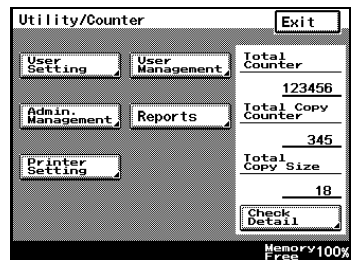 Utility/Counter
Exit
User
Setting
User
Management
Admin.
Management
Reports
Printer
Setting
Total
Counter
123456
Total Copy
Counter
345
Total
Copy Size
18
Check
Detail
Memory
Free 100%